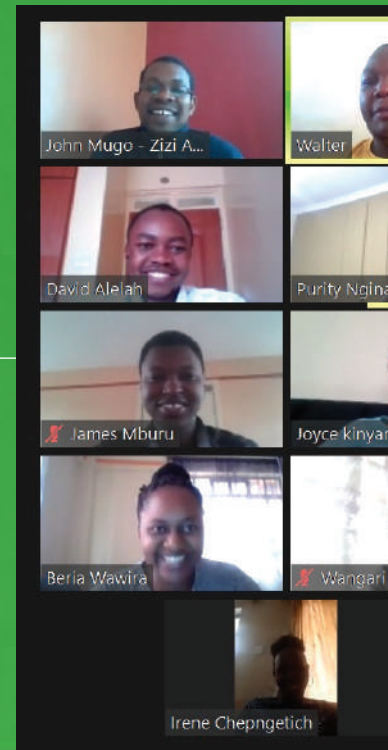 John Mugo - Zizi A...
Walter
David Alelah
Purity Ngina
James Mburu
Joyce kinyar
Beria Wawira
Wangari
Irene Chepngetich